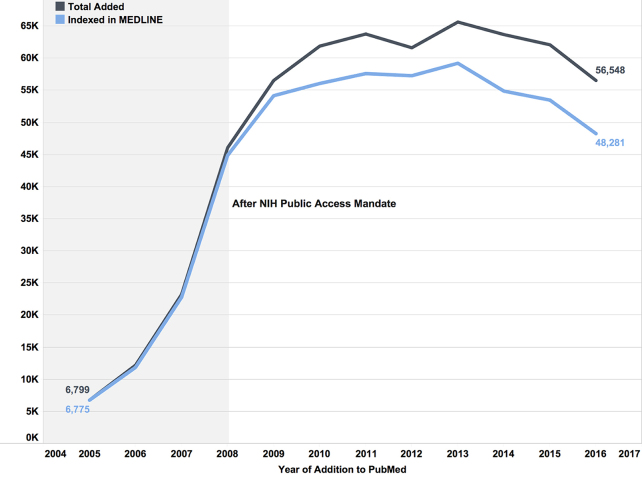 Total Added
Indexed in MEDLINE
65K
60K
55K
50K
45K
40K
35K
30K
25K
20K
15K
10K
5K
0K
56,548
48,281
After NIH Public Access Mandate
6,799
6,775
2004 2005 2006 2007 2008 2009 2010 2011 2012 2013 2014 2015 2016 2017
Year of Addition to PubMed